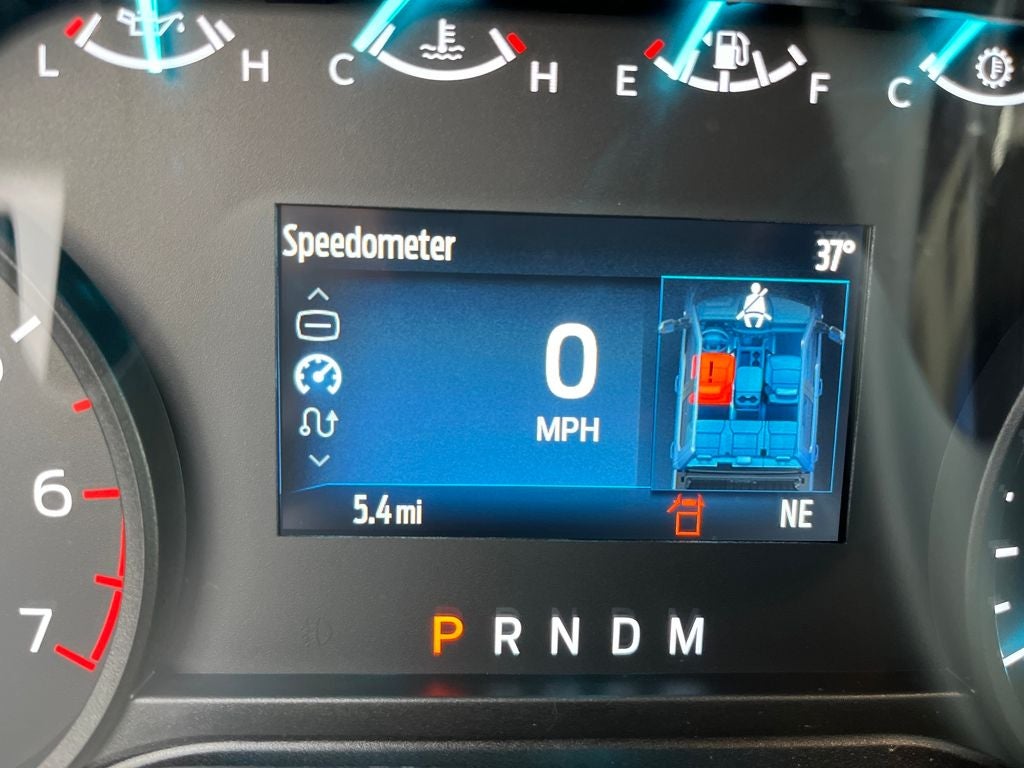 L H C H E F C
Speedometer 37°
0
MPH
6
5.4 mi NE
7
P R N D M